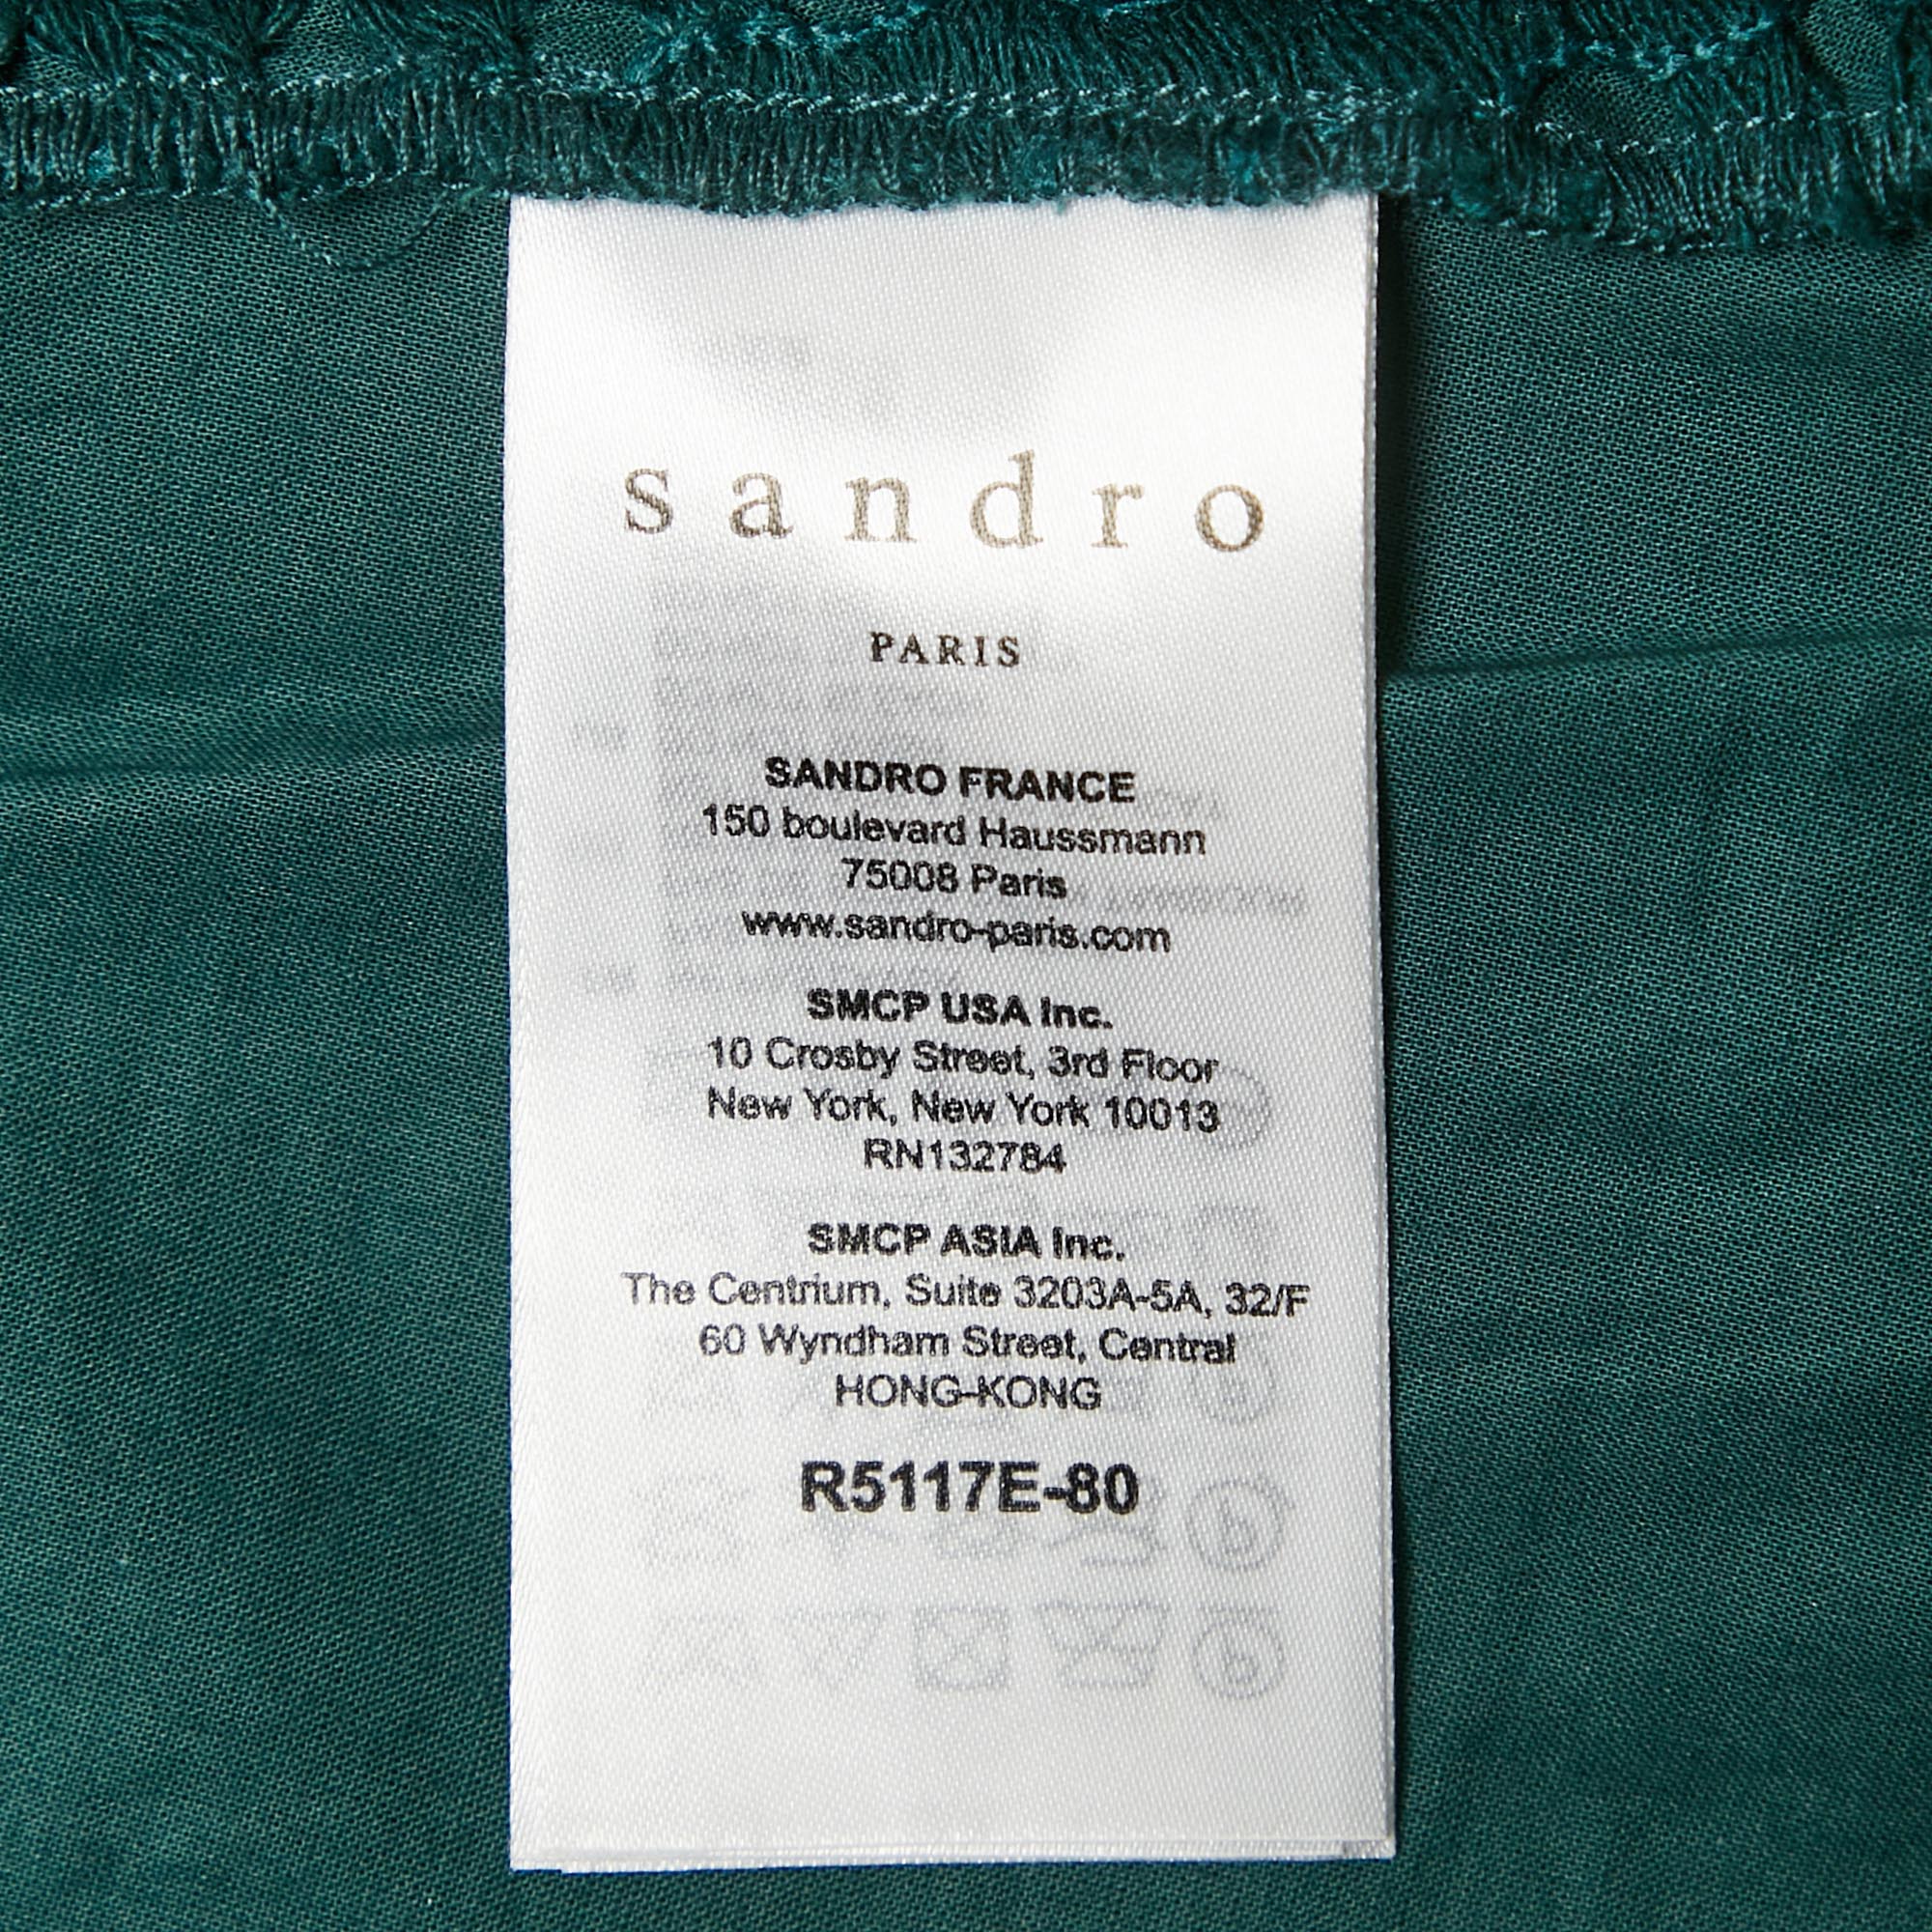 sandro
PARIS
SANDRO FRANCE
150 boulevard Haussmann
75008 Paris
www.sandro-paris.com
SMCP USA Inc.
10 Crosby Street, 3rd Floor
New York, New York 10013
RN132784
SMCP ASIA Inc.
The Centrium, Suite 3203A-5A, 32/F
60 Wyndham Street, Central
HONG-KONG
R5117E-80